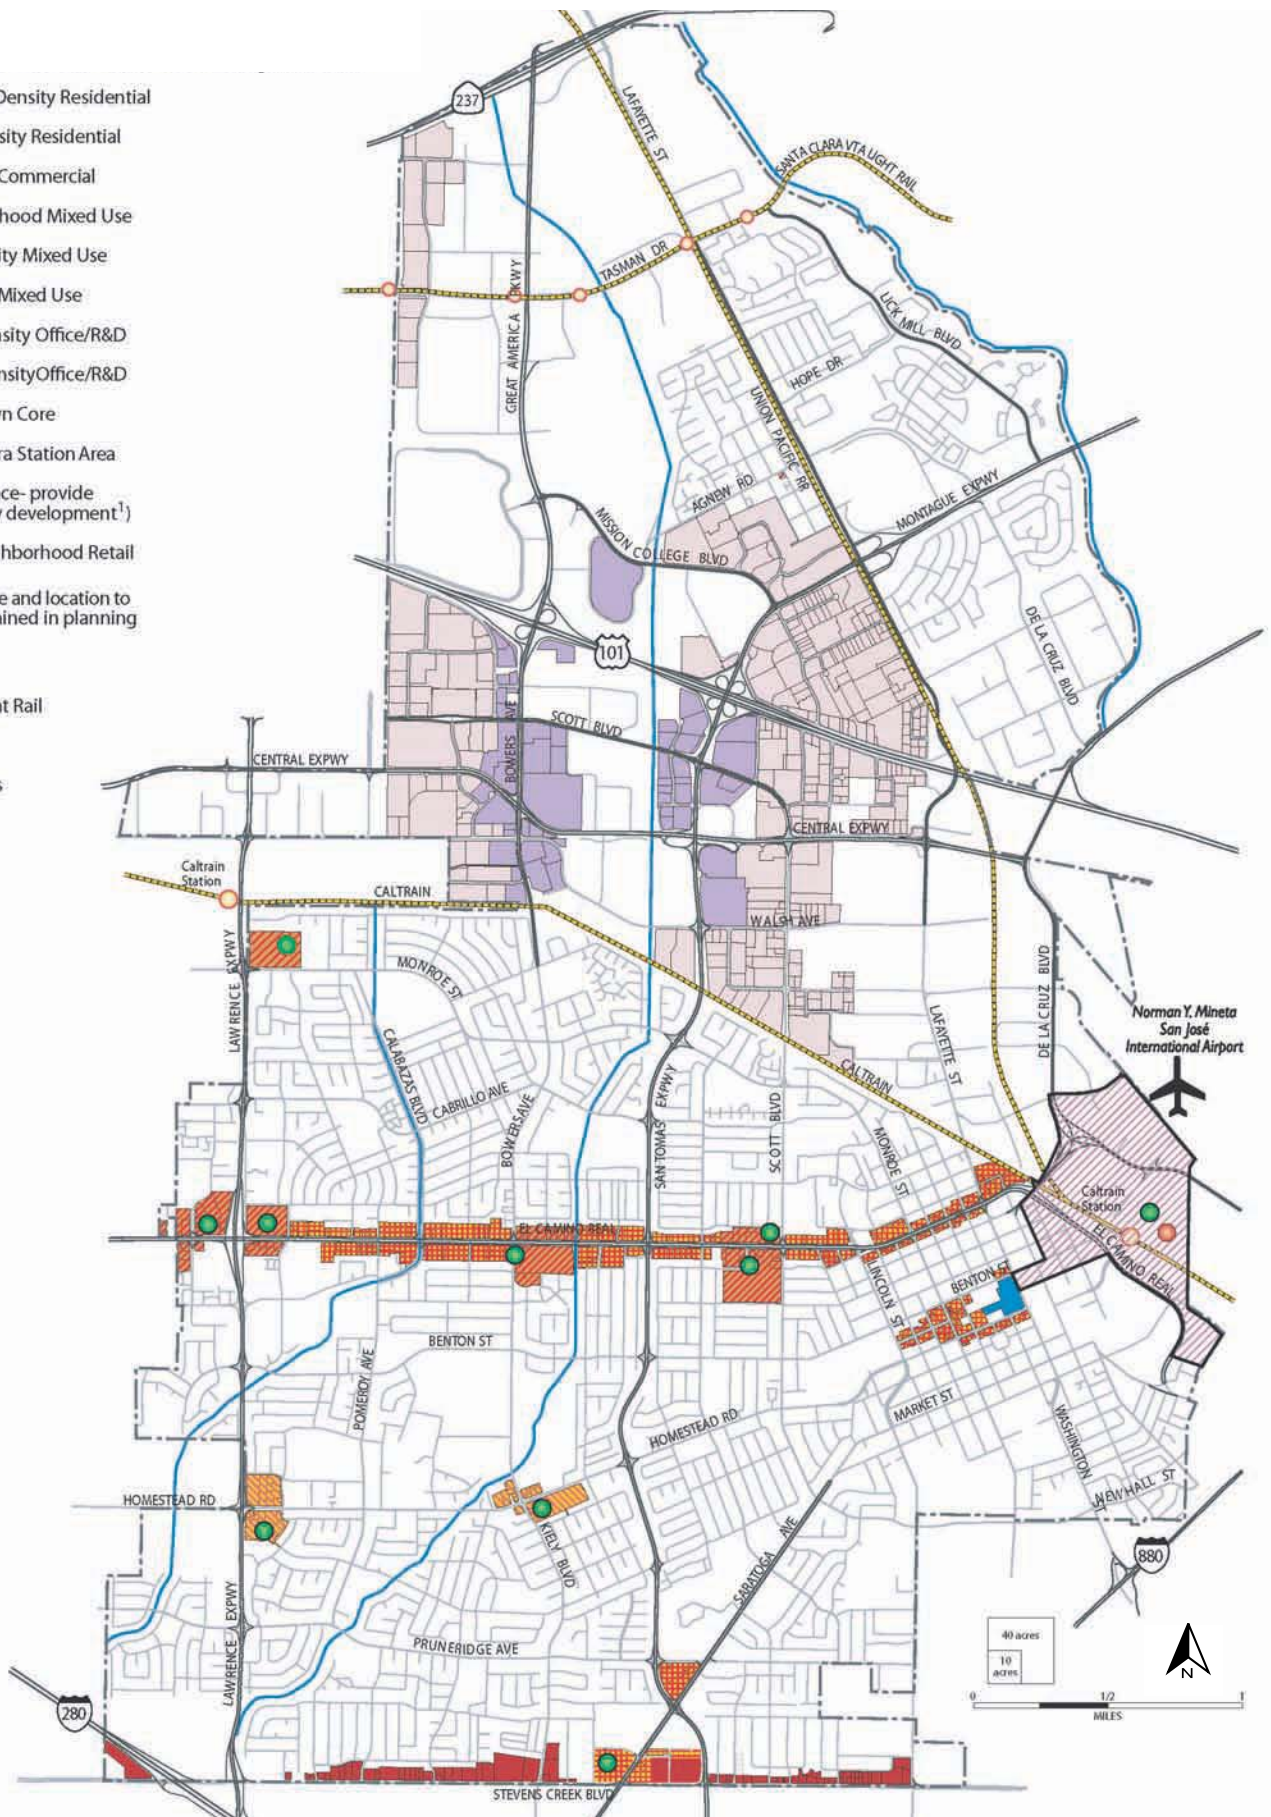 Density Residential
sity Residential
Commercial
hood Mixed Use
ity Mixed Use
Mixed Use
sity Office/R&D
nsityOffice/R&D
n Core
ra Station Area
ce- provide
development¹)
hborhood Retail
e and location to
ined in planning
t Rail
s
237
LAFAYETTE ST
SANTA CLARA VTA LIGHT RAIL
TASMAN DR
GREAT AMERICA PKWY
LICK MILL BLVD
HOPE DR
UNION PACIFIC RR
AGNEW RD
MONTAGUE EXPWY
MISSION COLLEGE BLVD
101
DE LA CRUZ BLVD
SCOTT BLVD
BOWERS AVE
CENTRAL EXPWY
CENTRAL EXPWY
Caltrain
Station
CALTRAIN
WALSH AVE
LAWRENCE EXPWY
MONROE ST
DE LA CRUZ BLVD
Norman Y. Mineta
San José
International Airport
LAFAYETTE ST
CALABAZAS BLVD
CABRILLO AVE
BOWERS AVE
SAN TOMAS EXPWY
SCOTT BLVD
CALTRAIN
MONROE ST
Caltrain
Station
EL CAMINO REAL
EL CAMINO REAL
LINCOLN ST
BENTON ST
BENTON ST
POMEROY AVE
MARKET ST
HOMESTEAD RD
WASHINGTON ST
NEWHALL ST
HOMESTEAD RD
KIELY BLVD
SARATOGA AVE
880
LAWRENCE EXPWY
PRUNERIDGE AVE
40 acres
10
acres
N
0 1/2 1
MILES
280
STEVENS CREEK BLVD